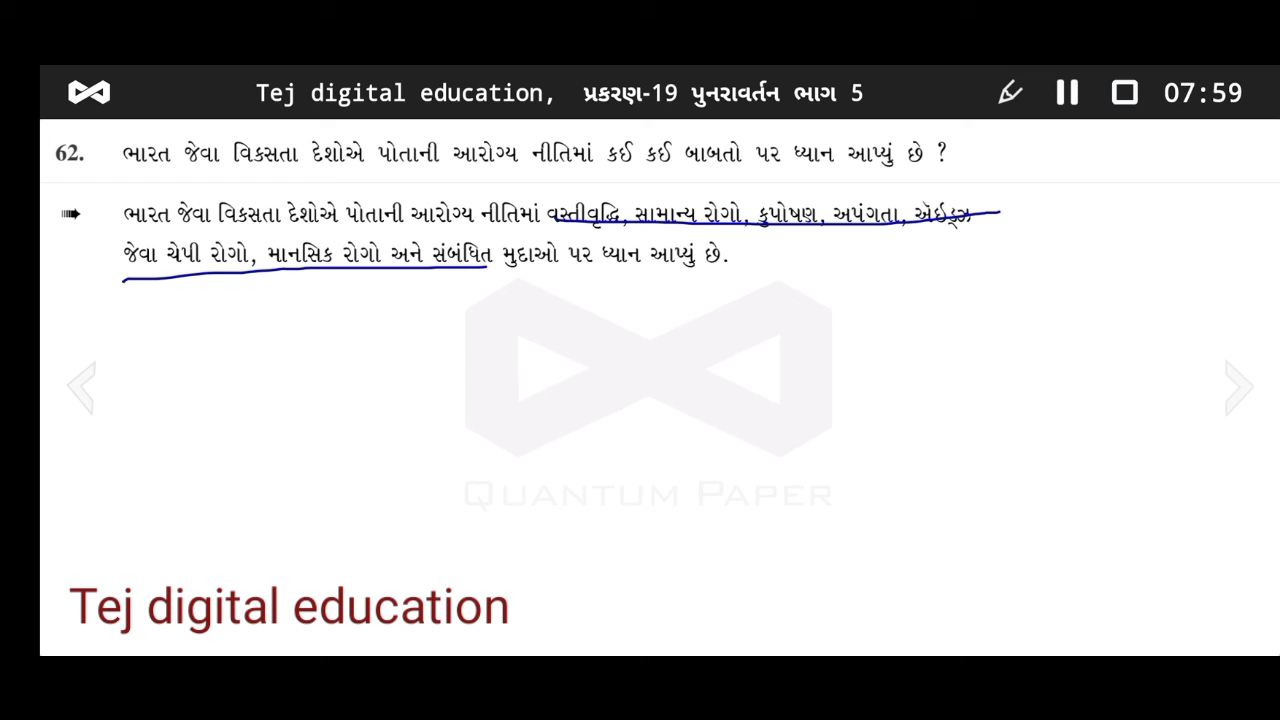 Tej digital education, પ્રકરણ-19 પુનરાવર્તન ભાગ 5
07:59
62. ભારત જેવા વિકસતા દેશોએ પોતાની આરોગ્ય નીતિમાં કઈ કઈ બાબતો પર ધ્યાન આપ્યું છે ?
ભારત જેવા વિકસતા દેશોએ પોતાની આરોગ્ય નીતિમાં વસ્તીવૃદ્ધિ, સામાન્ય રોગો, કુપોષણ, અપંગતા, ઍઇડ્ઝ
જેવા ચેપી રોગો, માનસિક રોગો અને સંબંધિત મુદાઓ પર ધ્યાન આપ્યું છે.
QUANTUM PAPER
Tej digital education